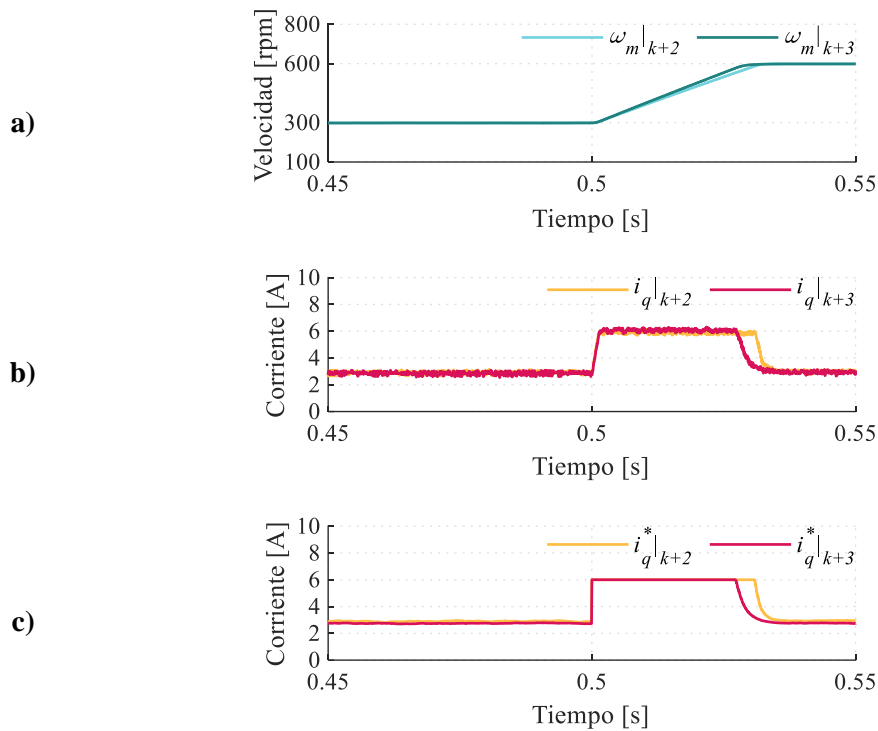 a)
Velocidad [rpm]
800
600
300
100
ω_m|_{k+2} ω_m|_{k+3}
0.45 0.5 0.55
Tiempo [s]
b)
Corriente [A]
10
8
6
4
2
0
i_q|_{k+2} i_q|_{k+3}
0.45 0.5 0.55
Tiempo [s]
c)
Corriente [A]
10
8
6
4
2
0
i_q^*|_{k+2} i_q^*|_{k+3}
0.45 0.5 0.55
Tiempo [s]